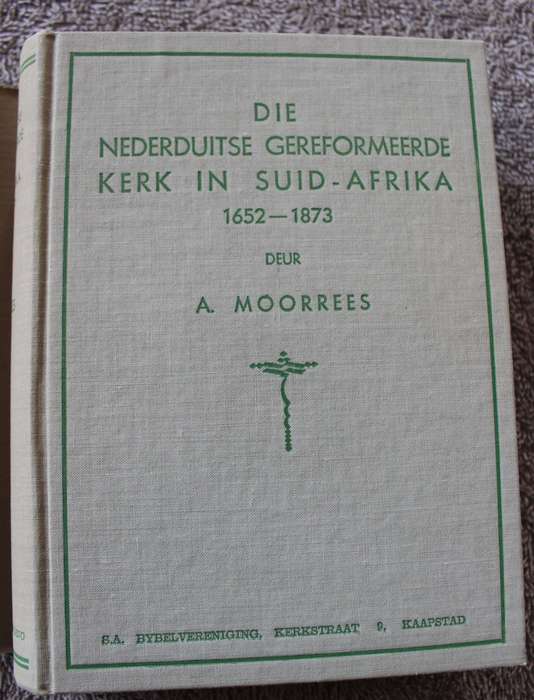 DIE
NEDERDUITSE GEREFORMEERDE
KERK IN SUID-AFRIKA
1652—1873
DEUR
A. MOORREES
S.A. BYBELVERENIGING, KERKSTRAAT 9, KAAPSTAD